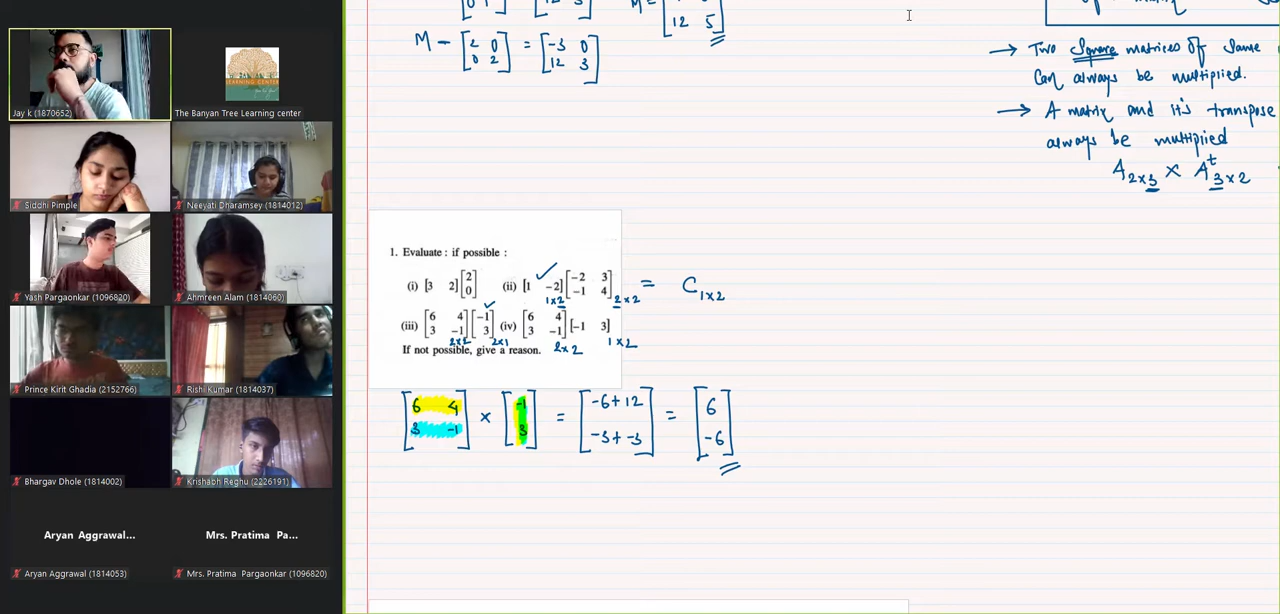 Jay k (1870652)
LEARNING CENTER
The Banyan Tree Learning center
Siddhi Pimple
Neeyati Dharamsey (1814012)
Yash Pargaonkar (1096820)
Ahmreen Alam (1814060)
Prince Kirit Ghadia (2152766)
Rishi Kumar (1814037)
Bhargav Dhole (1814002)
Krishabh Reghu (2226191)
Aryan Aggrawal...
Mrs. Pratima Pa...
Aryan Aggrawal (1814053)
Mrs. Pratima Pargaonkar (1096820)
12 5
M - [2 0 0 2] = [-3 0 12 3]
→ Two Square matrices of same
Can always be multiplied.
→ A matrix and it's transpose
always be multiplied
A2×3 × At3×2
1. Evaluate : if possible :
(i) [3 2] [2 0] (ii) [1 -2] [-2 3 -1 4] = C1×2
1×2 2×2
(iii) [6 4 3 -1] [-1 3] (iv) [6 4 3 -1] [-1 3]
2×2 2×1 2×2 1×2
If not possible, give a reason.
[6 4 3 -1] × [-1 3] = [-6+12 -3+-3] = [6 -6]